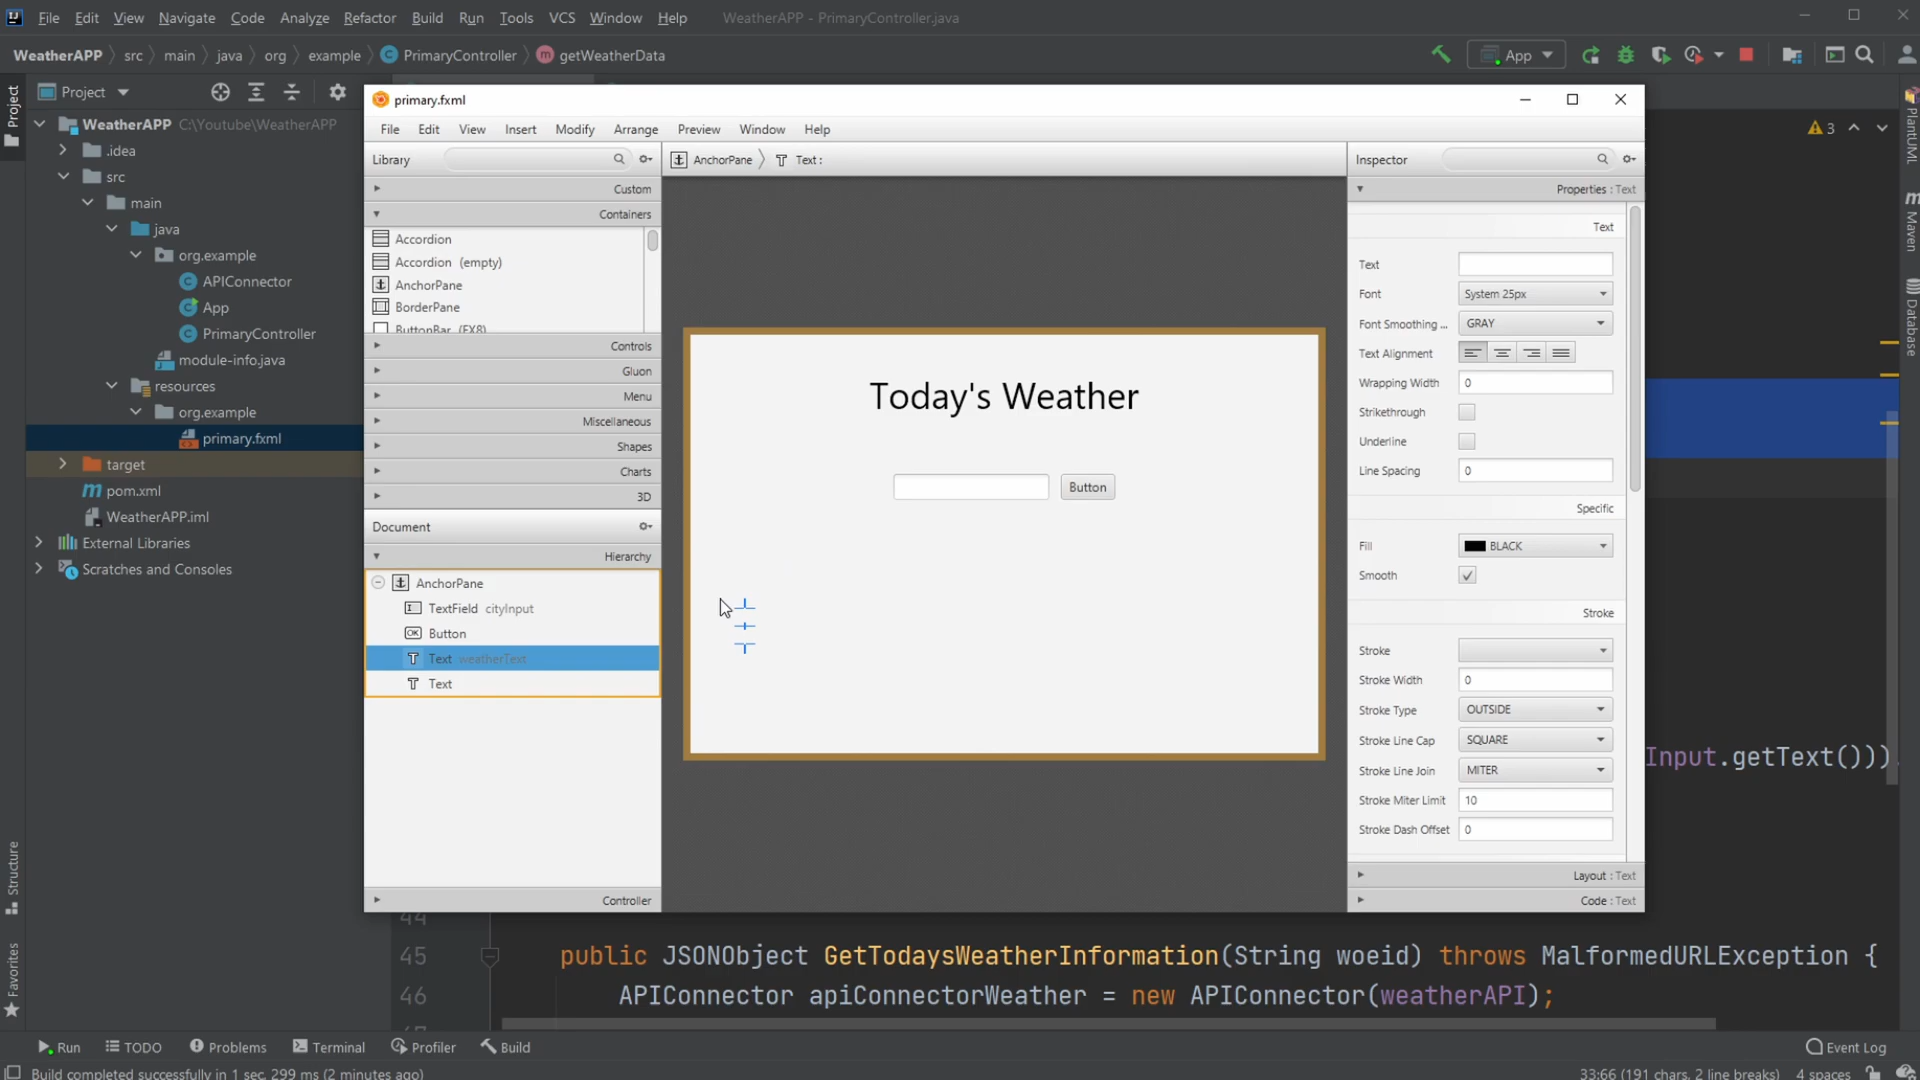 File Edit View Navigate Code Analyze Refactor Build Run Tools VCS Window Help WeatherAPP - PrimaryController.java
WeatherAPP src main java org example PrimaryController getWeatherData App
Project
WeatherAPP C:\Youtube\WeatherAPP
.idea
src
main
java
org.example
APIConnector
App
PrimaryController
module-info.java
resources
org.example
primary.fxml
target
pom.xml
WeatherAPP.iml
External Libraries
Scratches and Consoles
Project
Structure
Favorites
primary.fxml
File Edit View Insert Modify Arrange Preview Window Help
Library
Custom
Containers
Accordion
Accordion (empty)
AnchorPane
BorderPane
ButtonBar (FX8)
Controls
Gluon
Menu
Miscellaneous
Shapes
Charts
3D
Document
Hierarchy
AnchorPane
TextField cityInput
OK Button
Text weatherText
Text
Controller
AnchorPane Text :
Today's Weather
Button
Inspector
Properties : Text
Text
Text
Font System 25px
Font Smoothing ... GRAY
Text Alignment
Wrapping Width 0
Strikethrough
Underline
Line Spacing 0
Specific
Fill BLACK
Smooth
Stroke
Stroke
Stroke Width 0
Stroke Type OUTSIDE
Stroke Line Cap SQUARE
Stroke Line Join MITER
Stroke Miter Limit 10
Stroke Dash Offset 0
Layout : Text
Code : Text
3
PlantUML
Maven
Database
Input.getText()))
44
45 public JSONObject GetTodaysWeatherInformation(String woeid) throws MalformedURLException {
46 APIConnector apiConnectorWeather = new APIConnector(weatherAPI);
Run TODO Problems Terminal Profiler Build Event Log
Build completed successfully in 1 sec, 299 ms (2 minutes ago) 33:66 (191 chars, 2 line breaks) 4 spaces